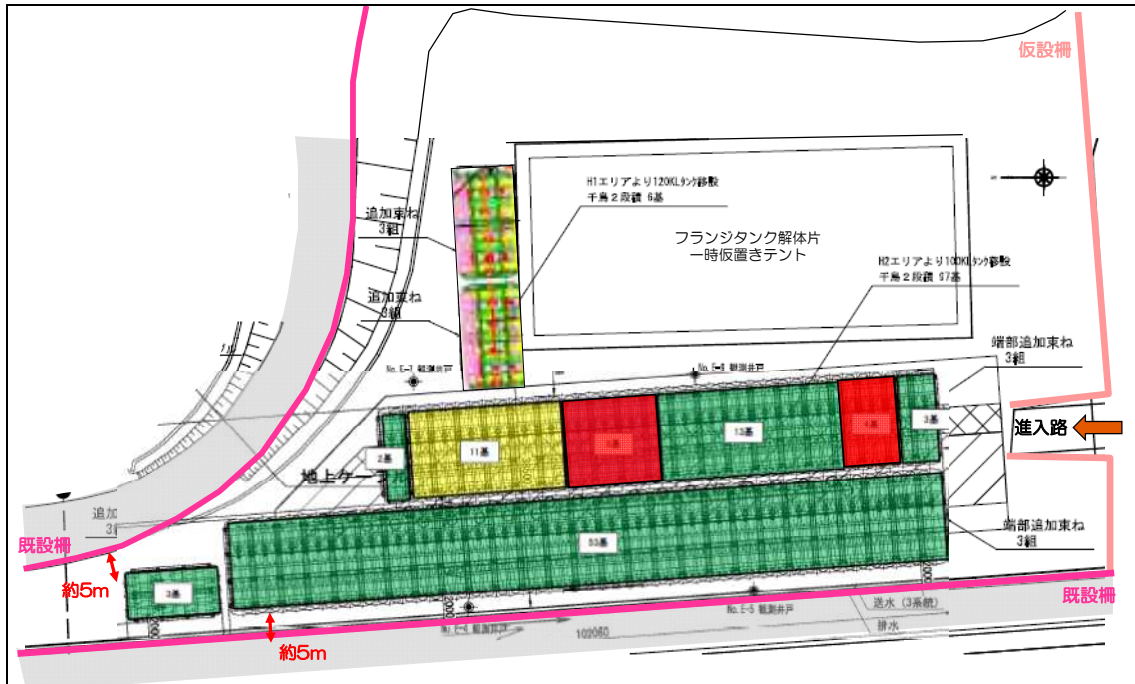 仮設柵
H1エリアより120KLタンク移設
千鳥2段積 6基
追加束ね
3組
フランジタンク解体片
一時仮置きテント
H2エリアより100KLタンク移設
千鳥2段積 97基
追加束ね
3組
端部追加束ね
3組
No.E-7 観測井戸
No.E-6 観測井戸
進入路
2基
11基
13基
4基
3基
地上ケー
追加
3
既設柵
53基
端部追加束ね
3組
約5m
3基
既設柵
No.E-5 観測井戸
送水（3系統）
排水
102060
約5m